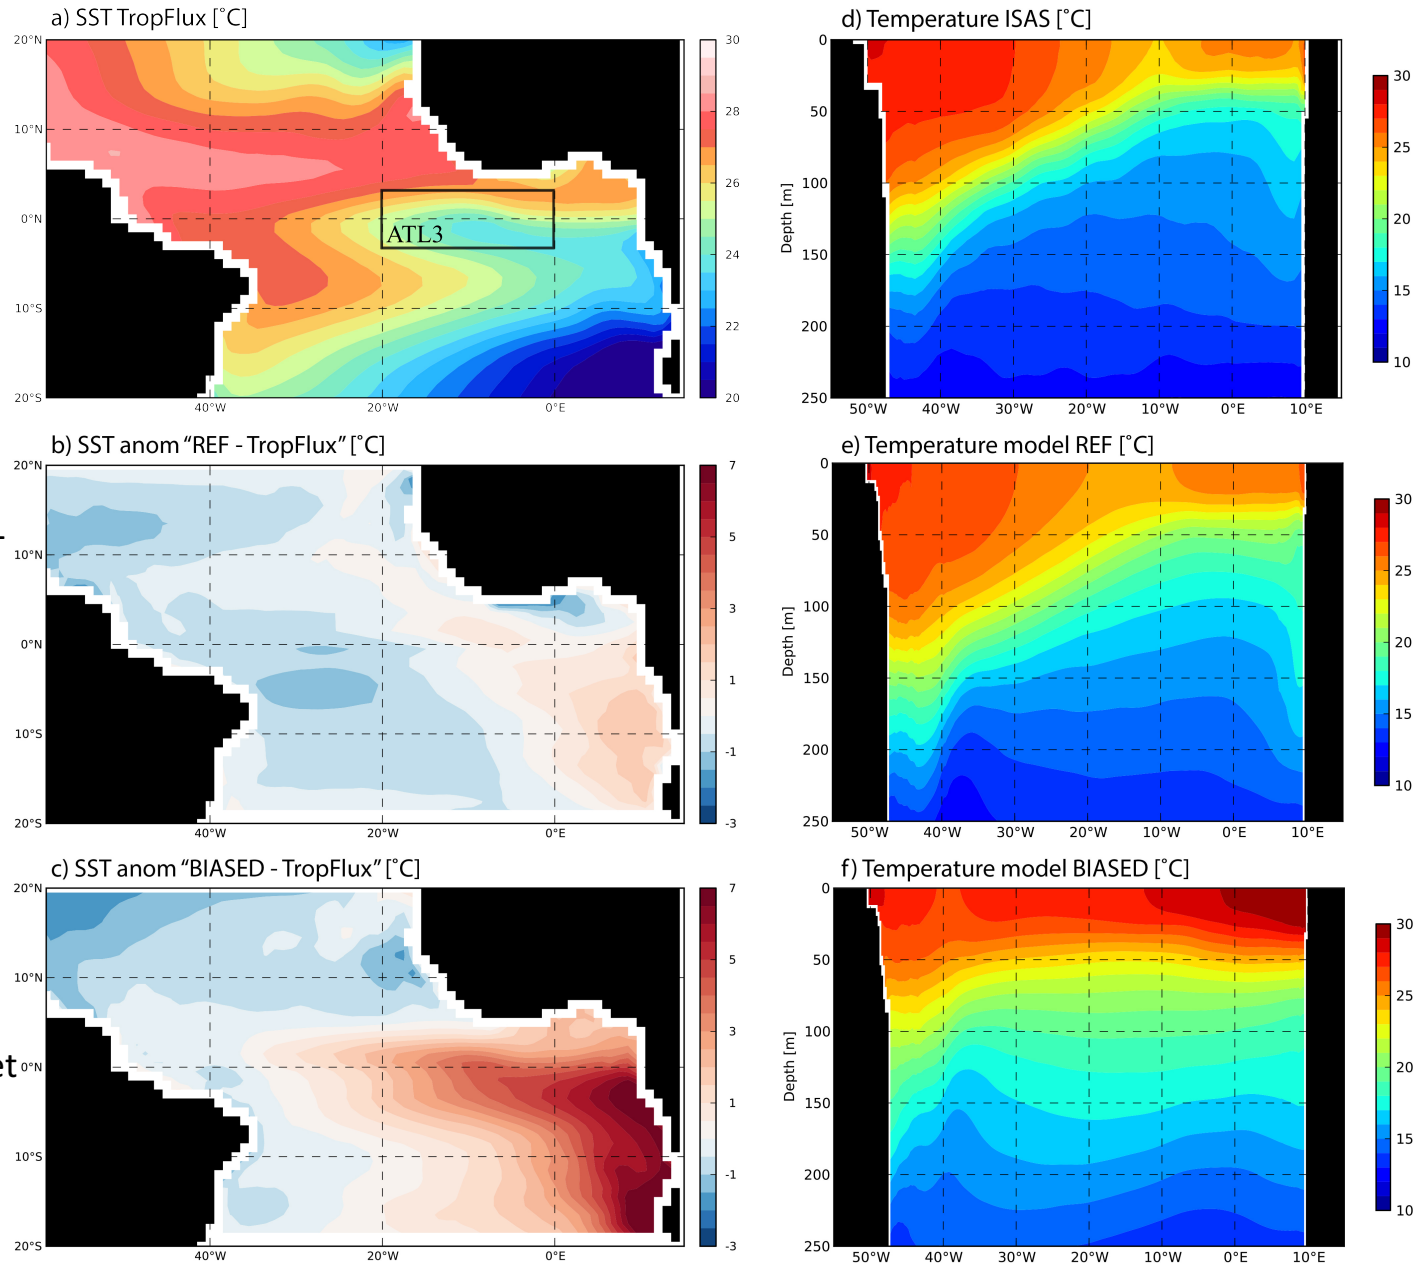 a) SST TropFlux [˚C]
20°N
10°N
0°N
10°S
20°S
40°W
20°W
0°E
ATL3
30
28
26
24
22
20
d) Temperature ISAS [˚C]
Depth [m]
0
50
100
150
200
250
50°W
40°W
30°W
20°W
10°W
0°E
10°E
30
25
20
15
10
b) SST anom “REF - TropFlux” [˚C]
20°N
10°N
0°N
10°S
20°S
40°W
20°W
0°E
7
5
3
1
-1
-3
e) Temperature model REF [˚C]
Depth [m]
0
50
100
150
200
250
50°W
40°W
30°W
20°W
10°W
0°E
10°E
30
25
20
15
10
c) SST anom “BIASED - TropFlux” [˚C]
20°N
10°N
0°N
10°S
20°S
40°W
20°W
0°E
7
5
3
1
-1
-3
et
f) Temperature model BIASED [˚C]
Depth [m]
0
50
100
150
200
250
50°W
40°W
30°W
20°W
10°W
0°E
10°E
30
25
20
15
10